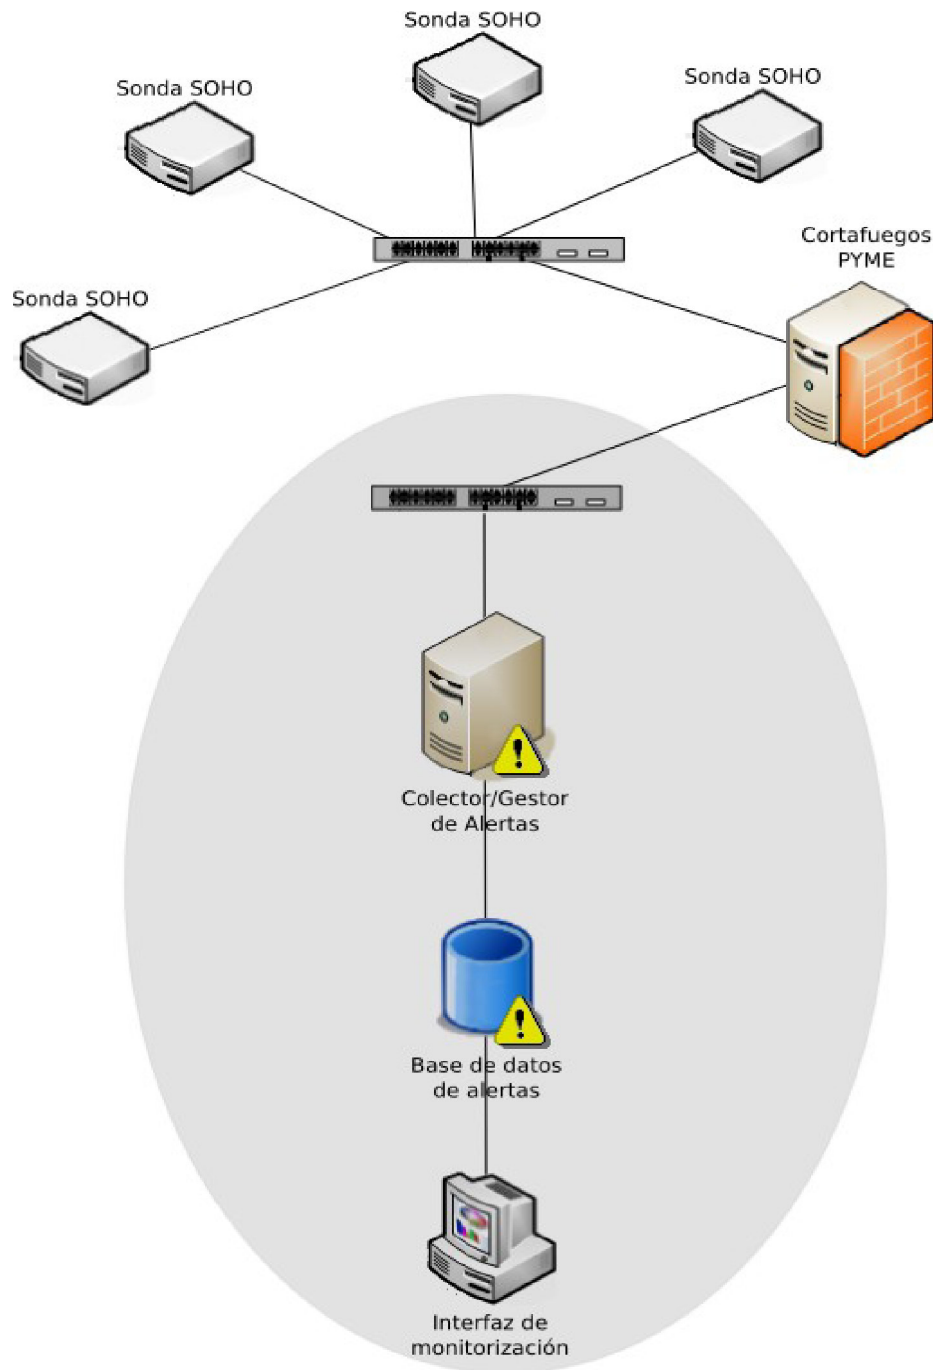 Sonda SOHO
Sonda SOHO
Sonda SOHO
Cortafuegos
PYME
Sonda SOHO
Colector/Gestor
de Alertas
Base de datos
de alertas
Interfaz de
monitorización